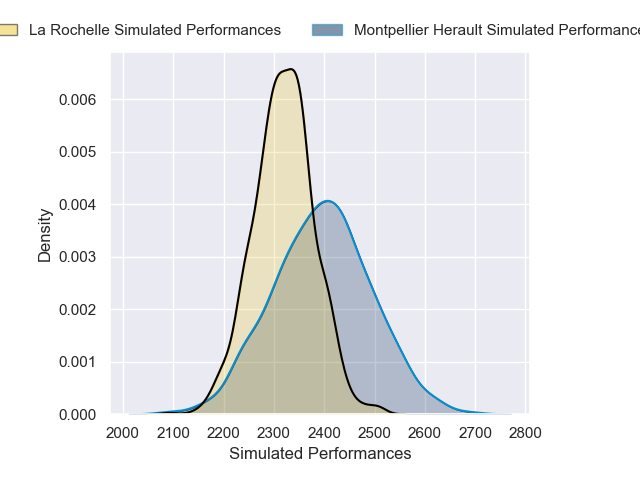 La Rochelle Simulated Performances
Montpellier Herault Simulated Performance
0.006
0.005
0.004
0.003
0.002
0.001
0.000
Density
2000 2100 2200 2300 2400 2500 2600 2700 2800
Simulated Performances